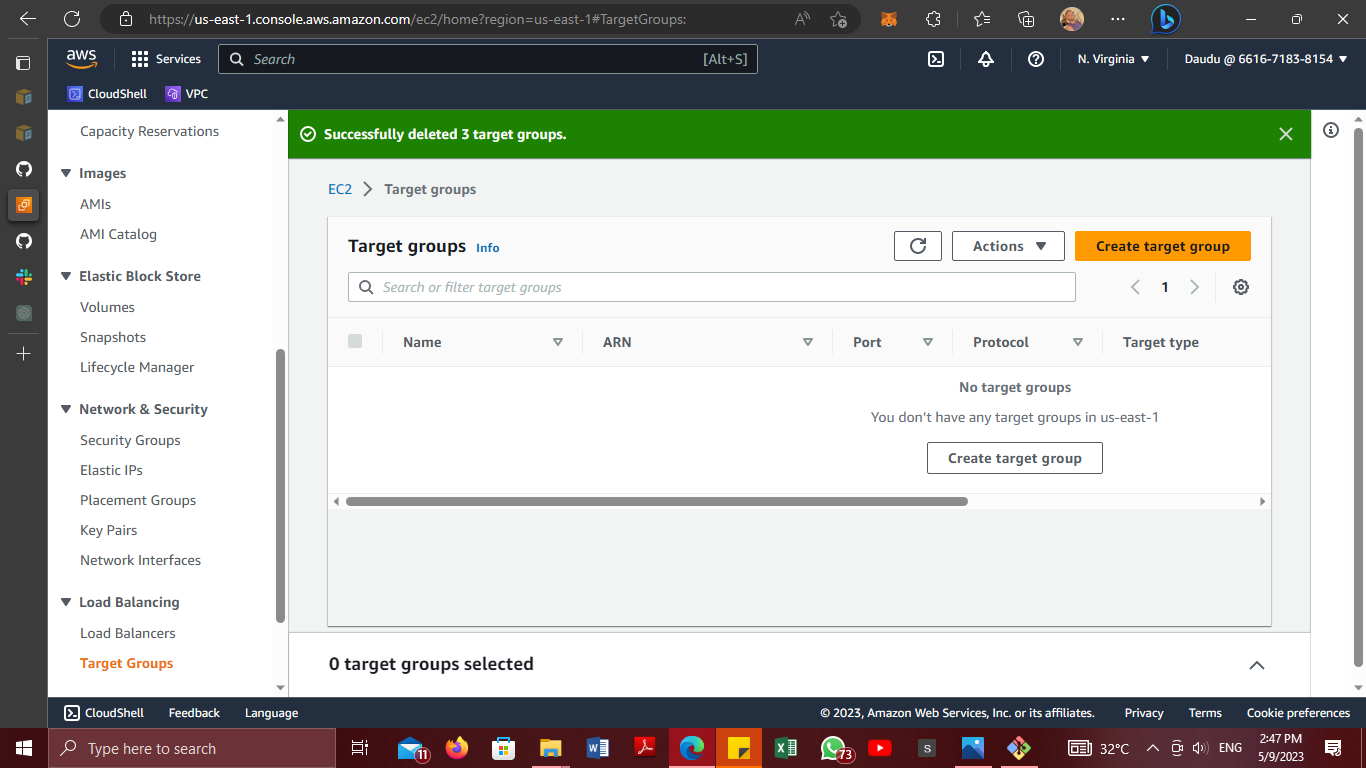 https://us-east-1.console.aws.amazon.com/ec2/home?region=us-east-1#TargetGroups:
aws
Services
Search
[Alt+S]
N. Virginia
Daudu @ 6616-7183-8154
CloudShell
VPC
Capacity Reservations
Images
AMIs
AMI Catalog
Elastic Block Store
Volumes
Snapshots
Lifecycle Manager
Network & Security
Security Groups
Elastic IPs
Placement Groups
Key Pairs
Network Interfaces
Load Balancing
Load Balancers
Target Groups
Successfully deleted 3 target groups.
EC2 > Target groups
Target groups Info
Actions
Create target group
Search or filter target groups
1
Name
ARN
Port
Protocol
Target type
No target groups
You don't have any target groups in us-east-1
Create target group
0 target groups selected
CloudShell
Feedback
Language
© 2023, Amazon Web Services, Inc. or its affiliates.
Privacy
Terms
Cookie preferences
Type here to search
11
73
S
32°C
ENG
2:47 PM
5/9/2023